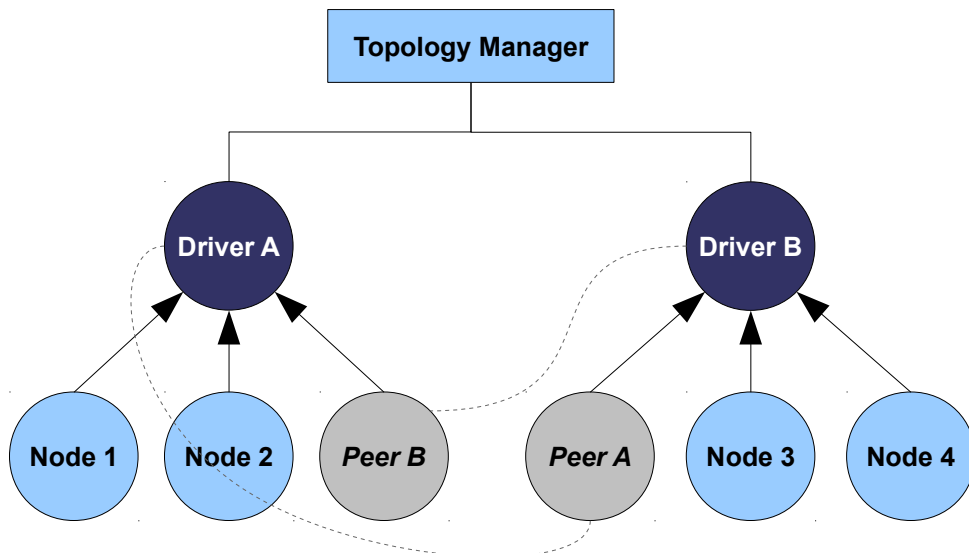 Topology Manager
Driver A
Driver B
Node 1
Node 2
Peer B
Peer A
Node 3
Node 4